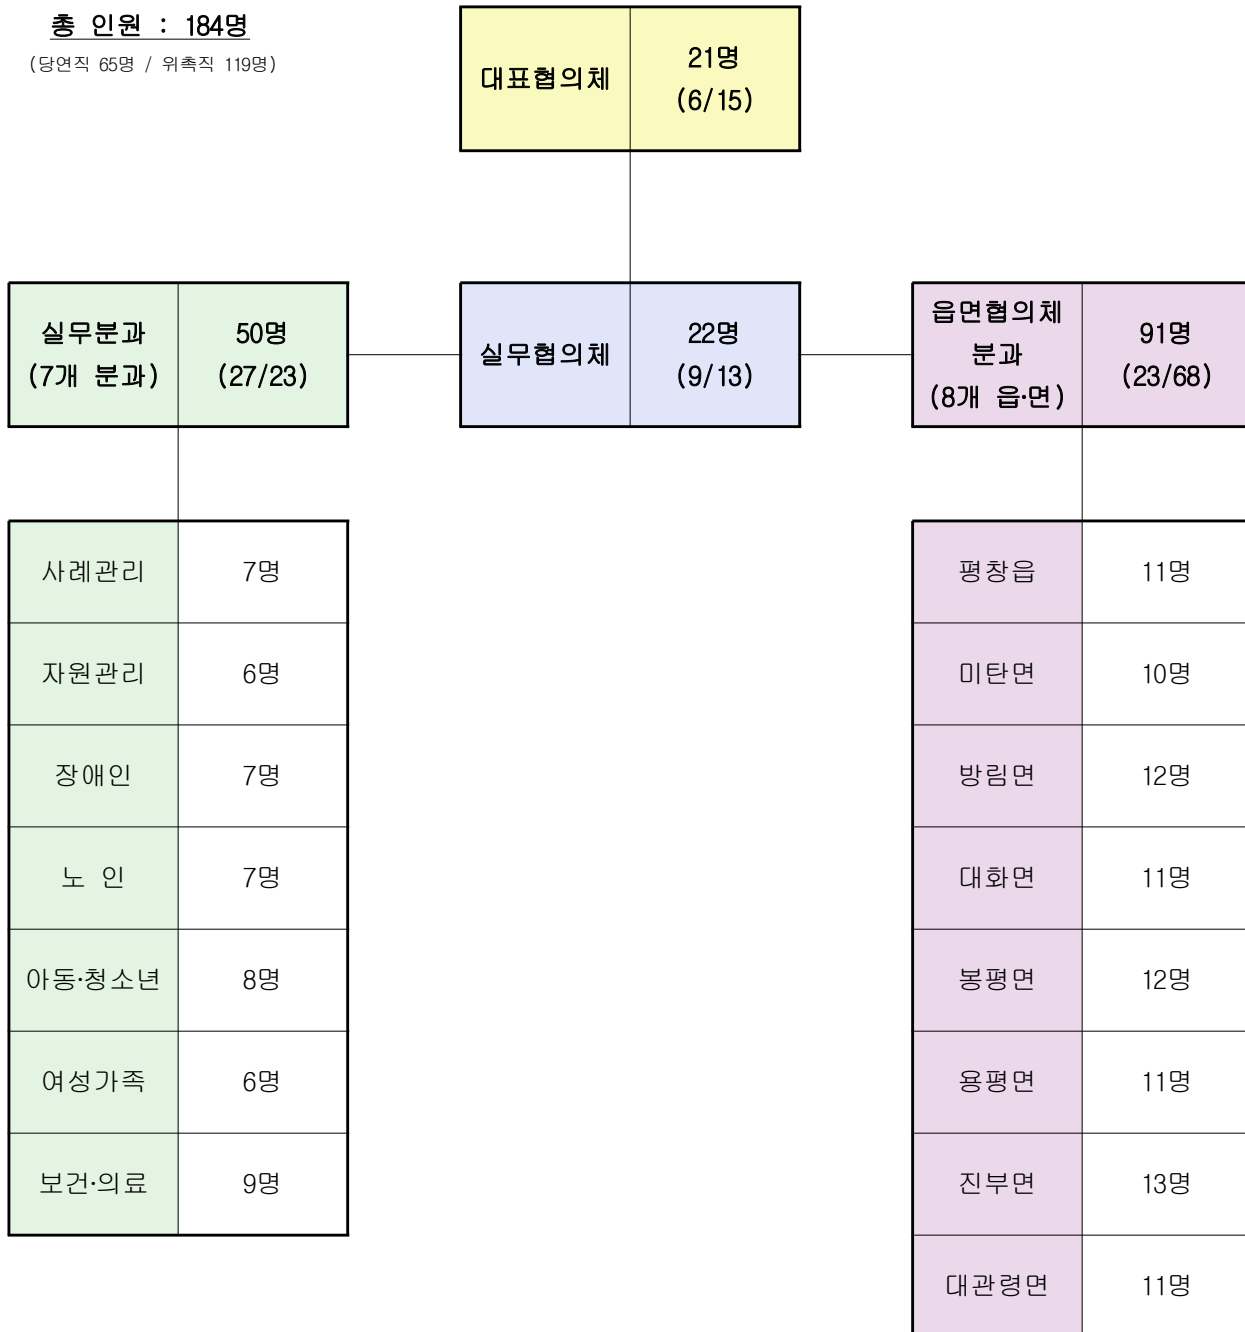 총 인원 : 184명
(당연직 65명 / 위촉직 119명)
대표협의체
21명
(6/15)
실무분과
(7개 분과)
50명
(27/23)
실무협의체
22명
(9/13)
읍면협의체
분과
(8개 읍·면)
91명
(23/68)
사례관리 7명
자원관리 6명
장애인 7명
노 인 7명
아동·청소년 8명
여성가족 6명
보건·의료 9명
평창읍 11명
미탄면 10명
방림면 12명
대화면 11명
봉평면 12명
용평면 11명
진부면 13명
대관령면 11명